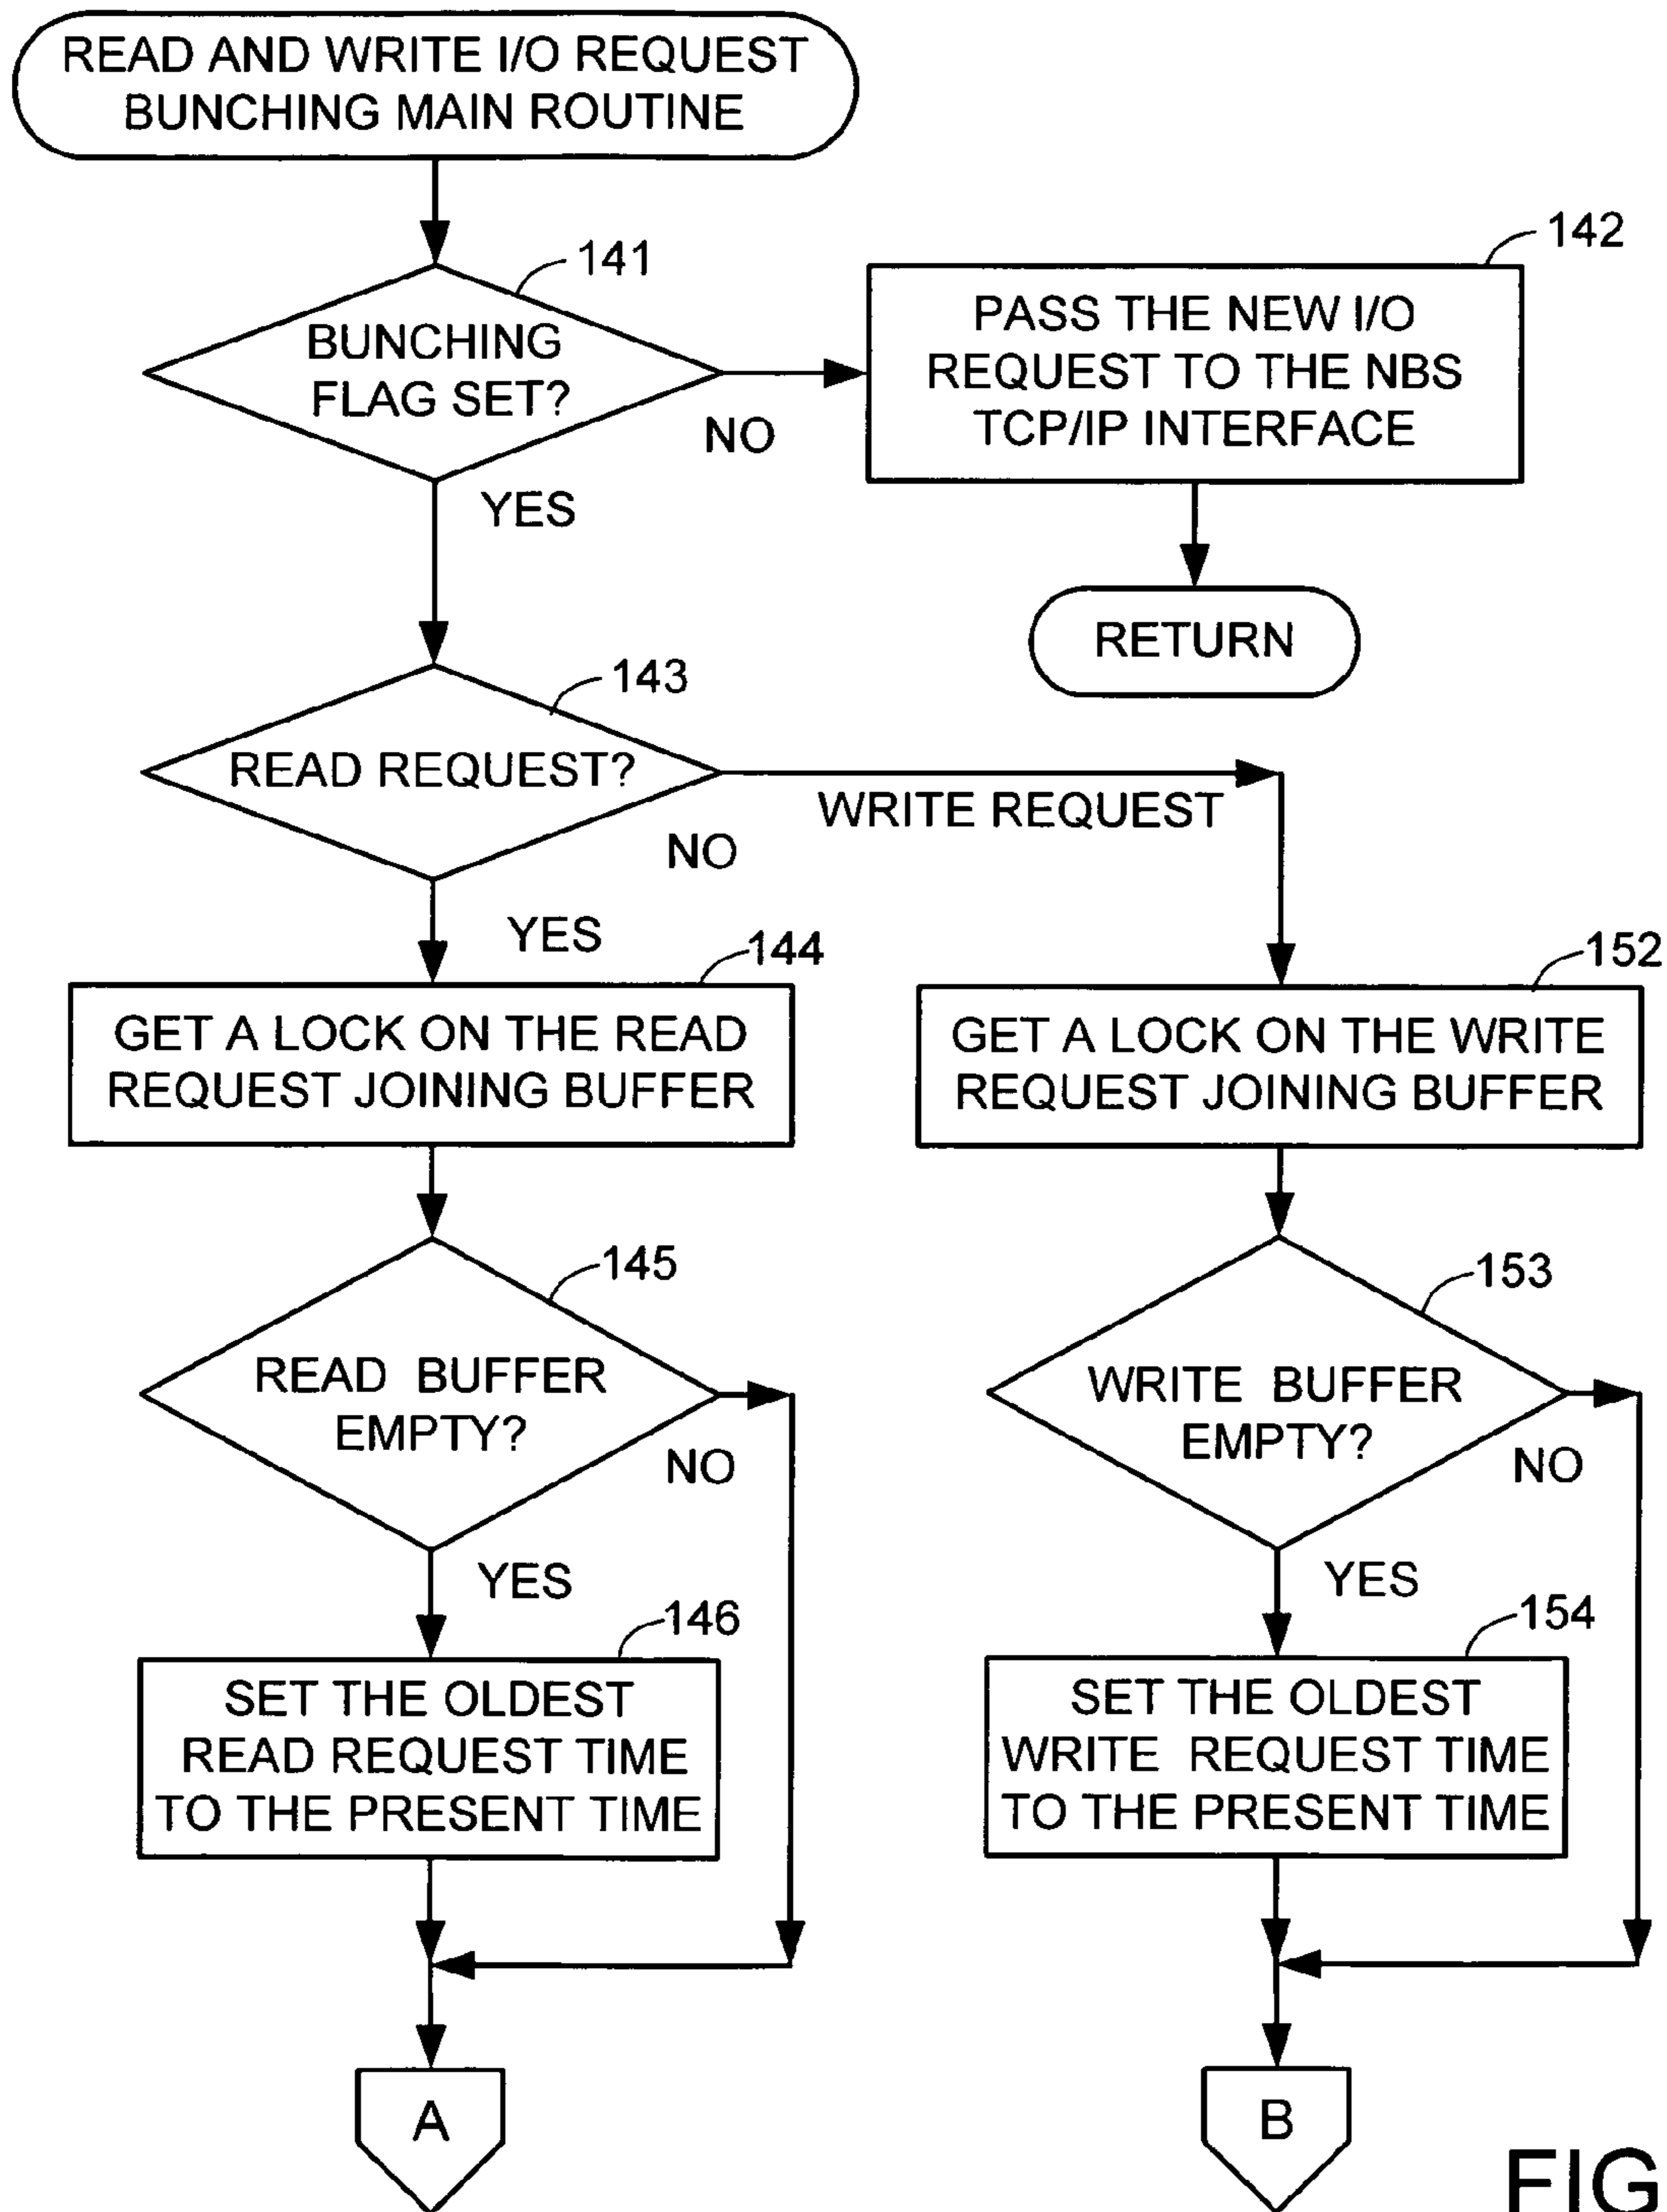 READ AND WRITE I/O REQUEST
BUNCHING MAIN ROUTINE
141
BUNCHING
FLAG SET?
NO
YES
142
PASS THE NEW I/O
REQUEST TO THE NBS
TCP/IP INTERFACE
RETURN
143
READ REQUEST?
WRITE REQUEST
NO
YES
144
GET A LOCK ON THE READ
REQUEST JOINING BUFFER
152
GET A LOCK ON THE WRITE
REQUEST JOINING BUFFER
145
READ BUFFER
EMPTY?
NO
YES
153
WRITE BUFFER
EMPTY?
NO
YES
146
SET THE OLDEST
READ REQUEST TIME
TO THE PRESENT TIME
154
SET THE OLDEST
WRITE REQUEST TIME
TO THE PRESENT TIME
A
B
FIG